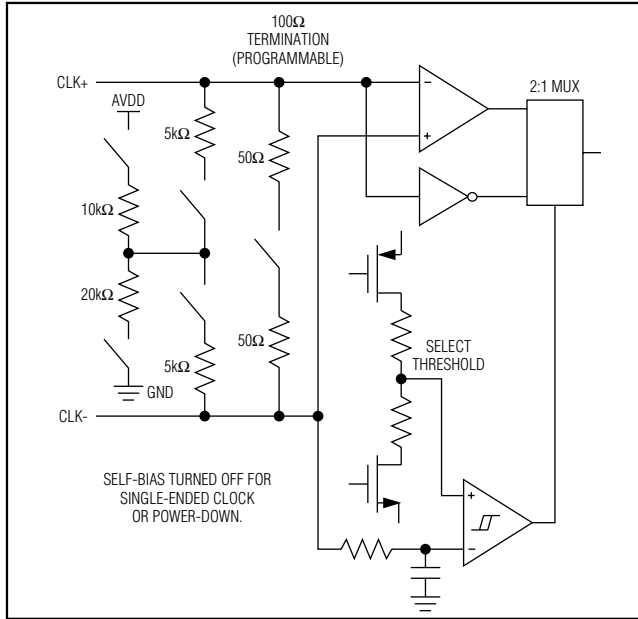 100Ω
TERMINATION
(PROGRAMMABLE)
2:1 MUX
CLK+
AVDD
5kΩ
50Ω
10kΩ
20kΩ
5kΩ
50Ω
GND
CLK-
SELECT
THRESHOLD
SELF-BIAS TURNED OFF FOR
SINGLE-ENDED CLOCK
OR POWER-DOWN.
−
+
+
−